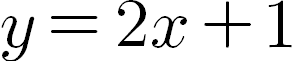 y = 2x + 1